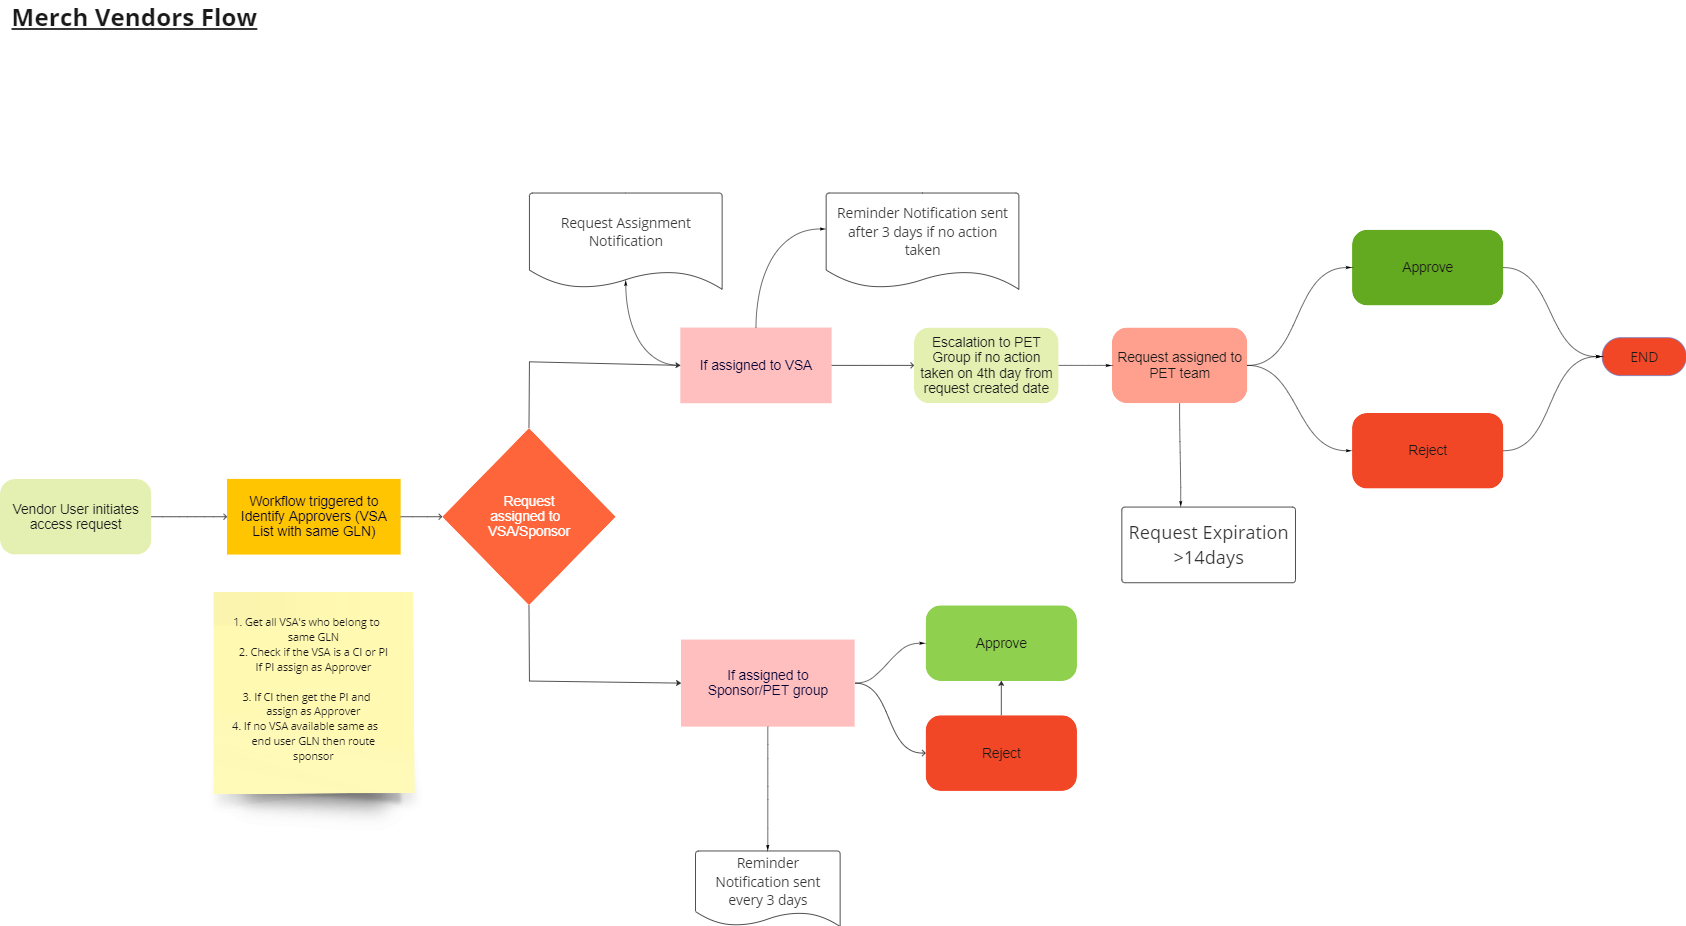 Merch Vendors Flow
Request Assignment
Notification
Reminder Notification sent
after 3 days if no action
taken
Approve
If assigned to VSA
Escalation to PET
Group if no action
taken on 4th day from
request created date
Request assigned to
PET team
END
Reject
Vendor User initiates
access request
Workflow triggered to
Identify Approvers (VSA
List with same GLN)
Request
assigned to
VSA/Sponsor
Request Expiration
>14days
1. Get all VSA's who belong to
same GLN
2. Check if the VSA is a CI or PI
If PI assign as Approver
3. If CI then get the PI and
assign as Approver
4. If no VSA available same as
end user GLN then route
sponsor
If assigned to
Sponsor/PET group
Approve
Reject
Reminder
Notification sent
every 3 days